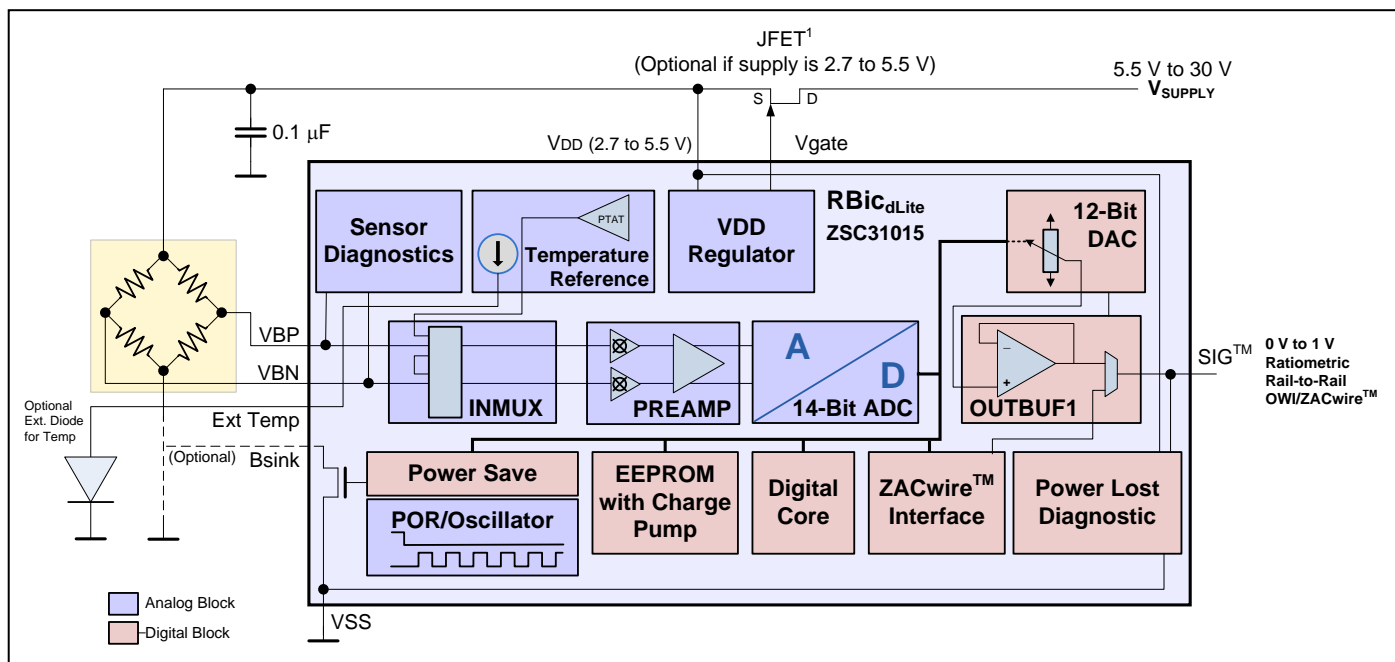 JFET1
(Optional if supply is 2.7 to 5.5 V)
5.5 V to 30 V
VSUPPLY
S
D
0.1 μF
VDD (2.7 to 5.5 V)
Vgate
Sensor
Diagnostics
PTAT
Temperature
Reference
VDD
Regulator
RBicdLite
ZSC31015
12-Bit
DAC
VBP
VBN
INMUX
PREAMP
A
D
14-Bit ADC
−
+
OUTBUF1
SIG™
0 V to 1 V
Ratiometric
Rail-to-Rail
OWI/ZACwire™
Optional
Ext. Diode
for Temp
Ext Temp
(Optional)
Bsink
Power Save
POR/Oscillator
EEPROM
with Charge
Pump
Digital
Core
ZACwire™
Interface
Power Lost
Diagnostic
Analog Block
Digital Block
VSS